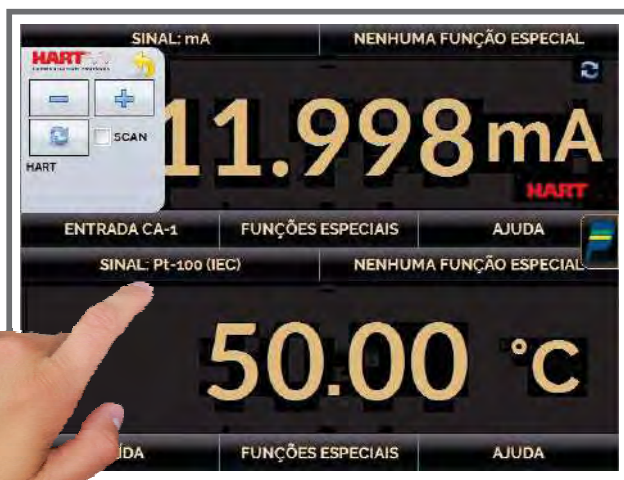 SINAL: mA NENHUMA FUNÇÃO ESPECIAL
HART
SCAN
HART
11.998 mA
HART
ENTRADA CA-1 FUNÇÕES ESPECIAIS AJUDA
SINAL: Pt-100 (IEC) NENHUMA FUNÇÃO ESPECIAL
50.00 °C
ÍDA FUNÇÕES ESPECIAIS AJUDA